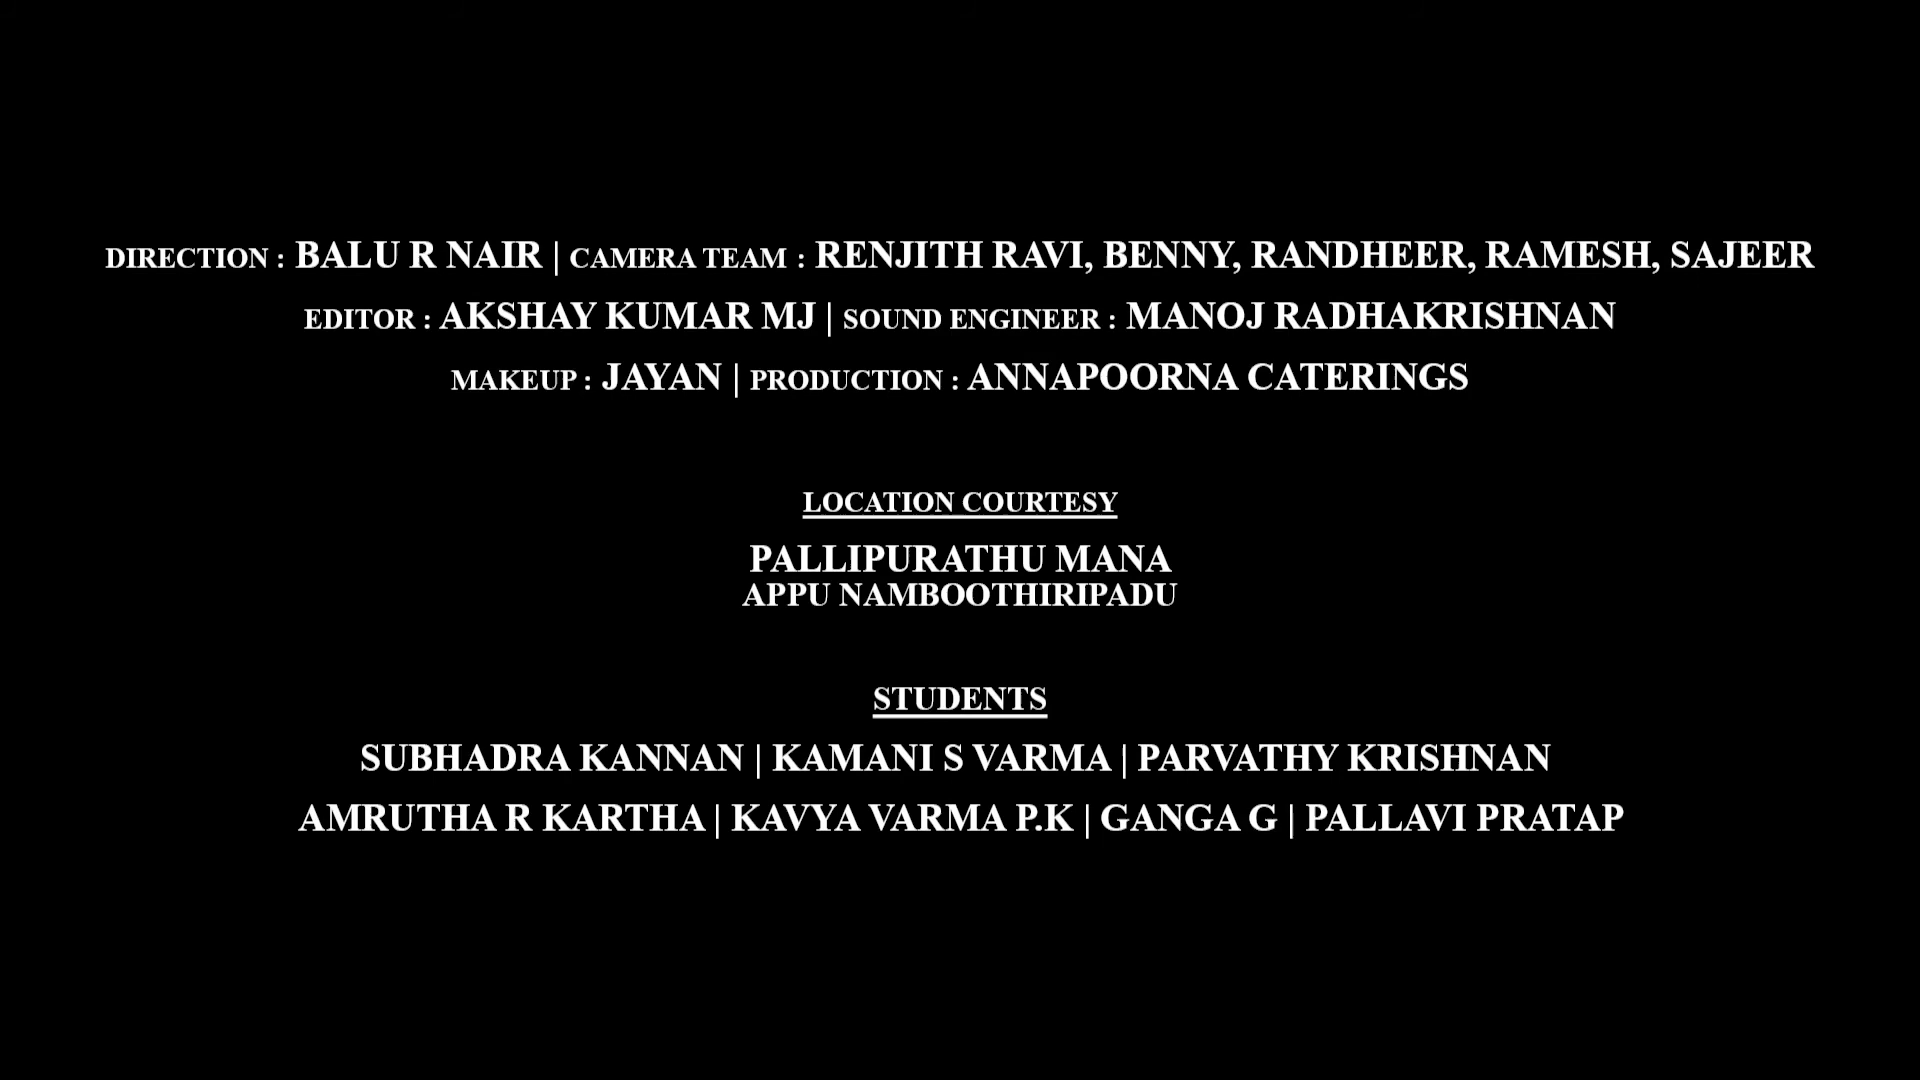 DIRECTION : BALU R NAIR | CAMERA TEAM : RENJITH RAVI, BENNY, RANDHEER, RAMESH, SAJEER
EDITOR : AKSHAY KUMAR MJ | SOUND ENGINEER : MANOJ RADHAKRISHNAN
MAKEUP : JAYAN | PRODUCTION : ANNAPOORNA CATERINGS
LOCATION COURTESY
PALLIPURATHU MANA
APPU NAMBOOTHIRIPADU
STUDENTS
SUBHADRA KANNAN | KAMANI S VARMA | PARVATHY KRISHNAN
AMRUTHA R KARTHA | KAVYA VARMA P.K | GANGA G | PALLAVI PRATAP